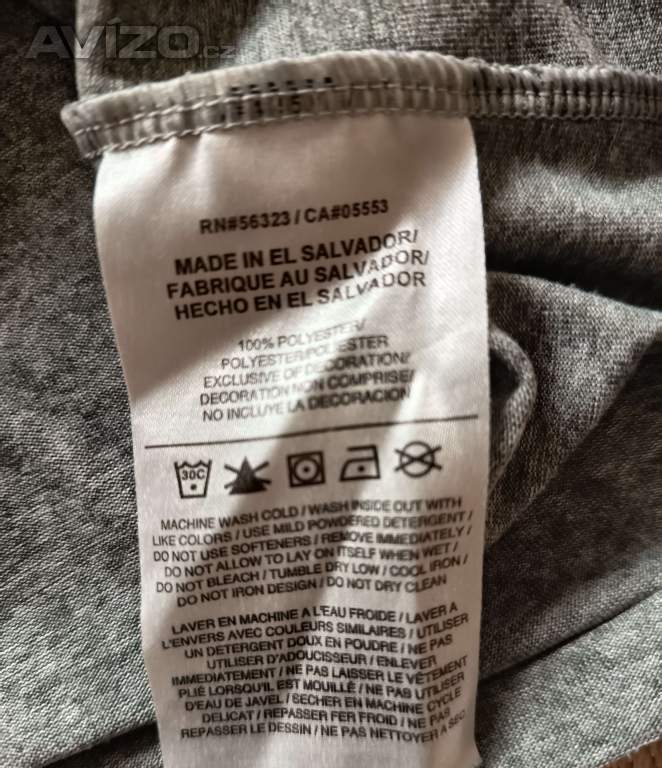 AVÍZO.cz
RN#56323 / CA#05553
MADE IN EL SALVADOR/
FABRIQUE AU SALVADOR/
HECHO EN EL SALVADOR
100% POLYESTER/
POLYESTER/POLIESTER
EXCLUSIVE OF DECORATION/
DECORATION NON COMPRISE/
NO INCLUYE LA DECORATION
30C
MACHINE WASH COLD / WASH INSIDE OUT WITH
LIKE COLORS / USE MILD POWDERED DETERGENT /
DO NOT USE SOFTENERS / REMOVE IMMEDIATELY /
DO NOT ALLOW TO LAY ON ITSELF WHEN WET /
DO NOT BLEACH / TUMBLE DRY LOW / COOL IRON /
DO NOT IRON DESIGN / DO NOT DRY CLEAN
LAVER EN MACHINE A L'EAU FROIDE / LAVER A
L'ENVERS AVEC COULEURS SIMILAIRES / UTILISER
UN DETERGENT DOUX EN POUDRE / NE PAS
UTILISER D'ADOUCISSEUR / ENLEVER
IMMEDIATEMENT / NE PAS LAISSER LE VÊTEMENT
PLIÉ LORSQU'IL EST MOUILLÉ / NE PAS UTILISER
D'EAU DE JAVEL / SECHER EN MACHINE CYCLE
DELICAT / REPASSER FER FROID / NE PAS
REPASSER LE DESSIN / NE PAS NETTOYER A SEC